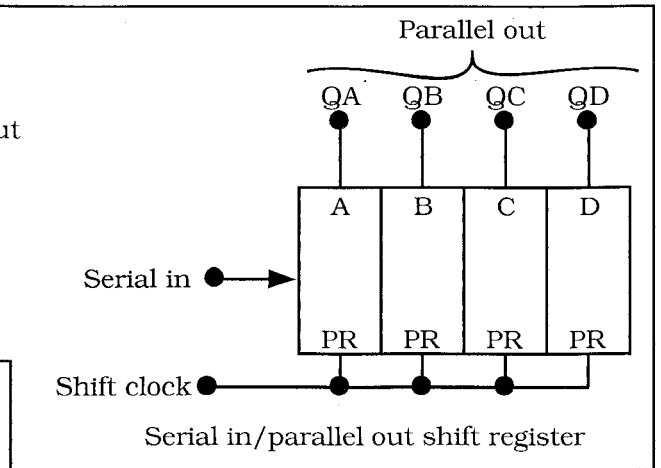 Parallel out
QA QB QC QD
ut
A B C D
Serial in
PR PR PR PR
Shift clock
Serial in/parallel out shift register